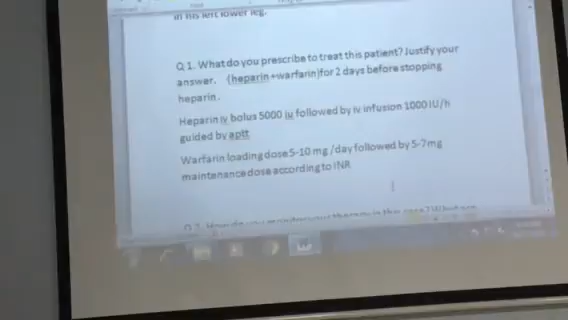 in his left lower leg.
Q 1. What do you prescribe to treat this patient? Justify your
answer. (heparin +warfarin)for 2 days before stopping
heparin.
Heparin iv bolus 5000 iu followed by iv infusion 1000 IU/h
guided by aptt
Warfarin loading dose 5-10 mg /day followed by 5-7mg
maintenance dose according to INR